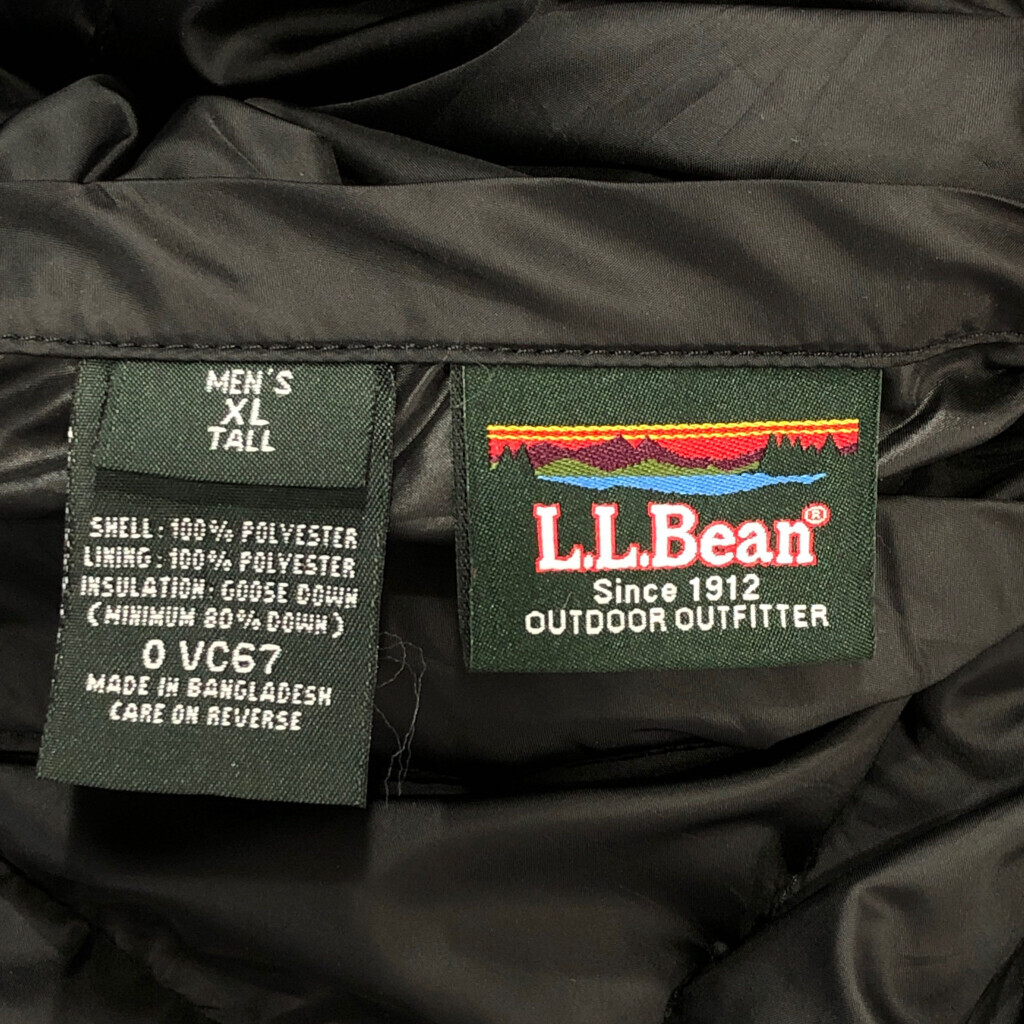 MEN'S
XL
TALL
SHELL: 100% POLYESTER
LINING: 100% POLYESTER
INSULATION: GOOSE DOWN
(MINIMUM 80% DOWN)
0 VC67
MADE IN BANGLADESH
CARE ON REVERSE
L.L.Bean®
Since 1912
OUTDOOR OUTFITTER